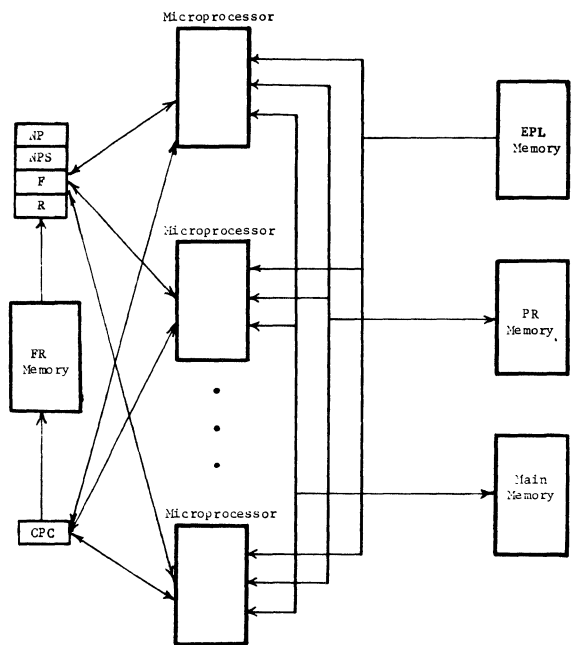 Microprocessor
EPL
Memory
NP
NPS
F
R
Microprocessor
PR
Memory
FR
Memory
Main
Memory
Microprocessor
CPC